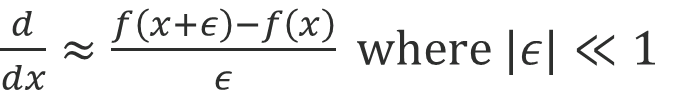 d/dx ≈ (f(x+ϵ)−f(x))/ϵ where |ϵ| ≪ 1